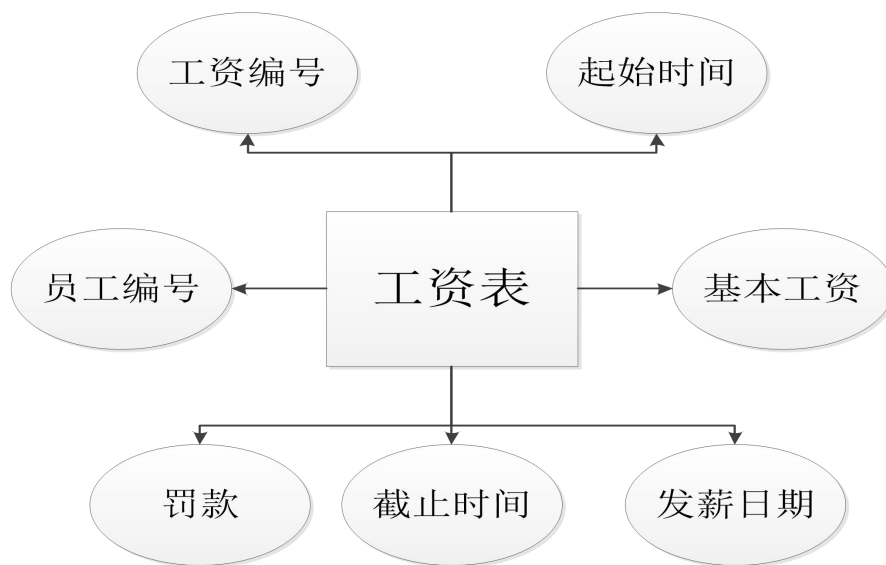 工资编号
起始时间
员工编号
工资表
基本工资
罚款
截止时间
发薪日期